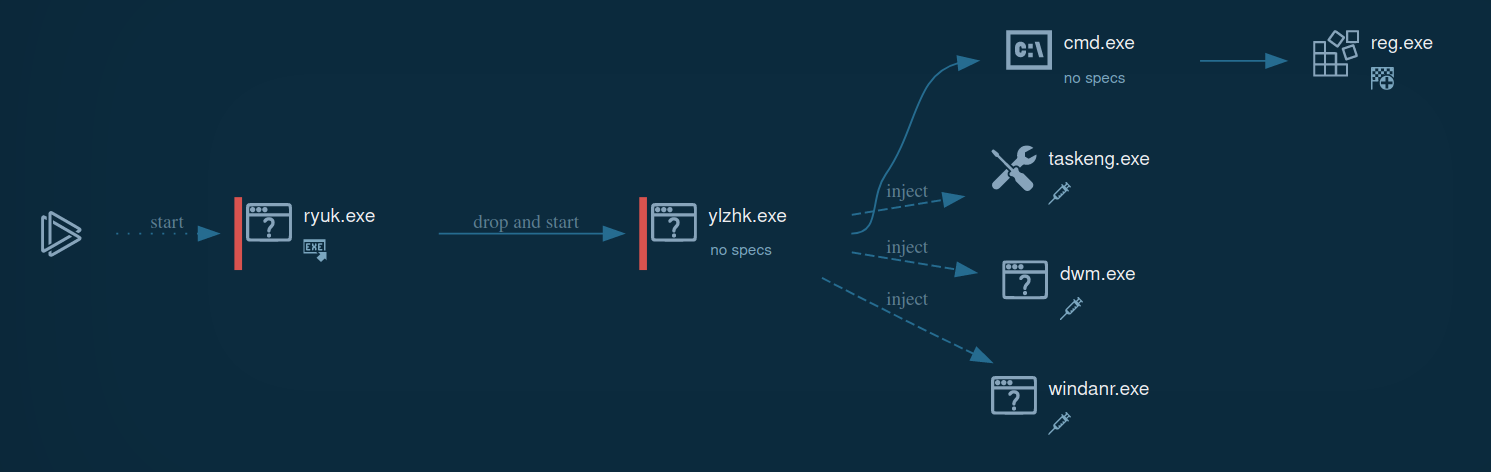 start
ryuk.exe
EXE
drop and start
ylzhk.exe
no specs
C:\
cmd.exe
no specs
reg.exe
inject
taskeng.exe
inject
dwm.exe
inject
windanr.exe